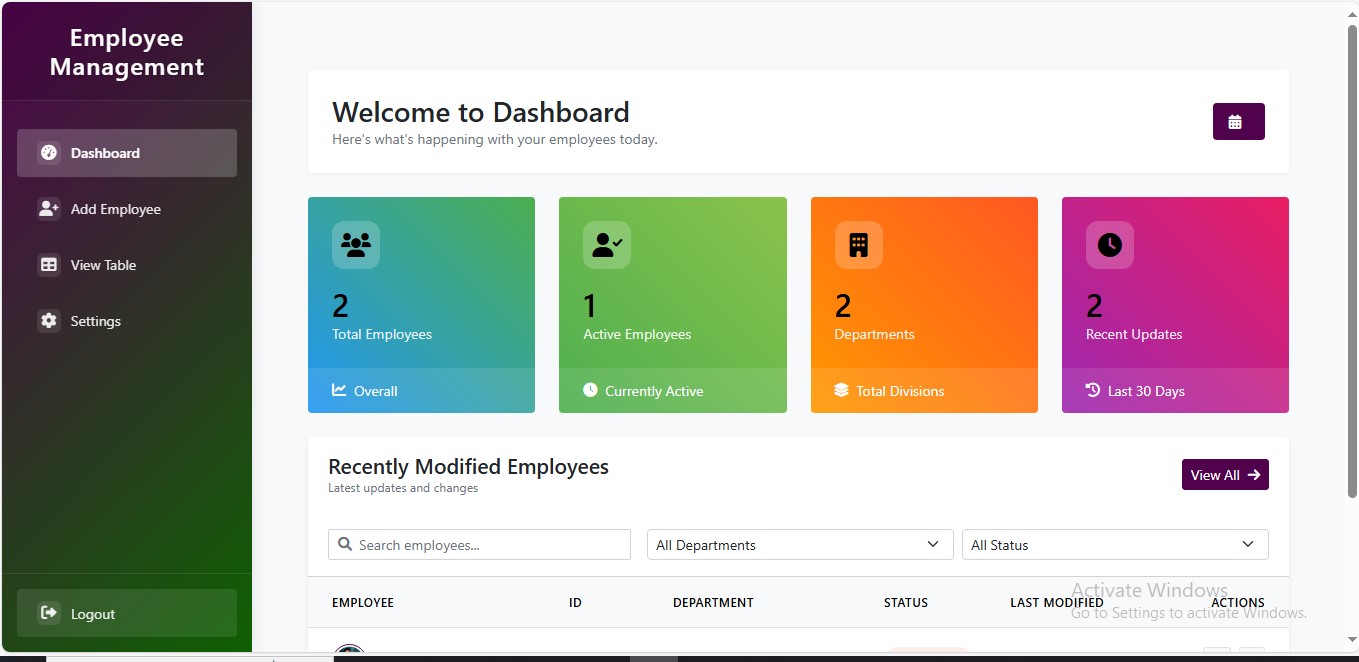 Employee
Management
Dashboard
Add Employee
View Table
Settings
Logout
Welcome to Dashboard
Here's what's happening with your employees today.
2
Total Employees
Overall
1
Active Employees
Currently Active
2
Departments
Total Divisions
2
Recent Updates
Last 30 Days
Recently Modified Employees
Latest updates and changes
View All
Search employees...
All Departments
All Status
EMPLOYEE ID DEPARTMENT STATUS LAST MODIFIED ACTIONS
Activate Windows
Go to Settings to activate Windows.